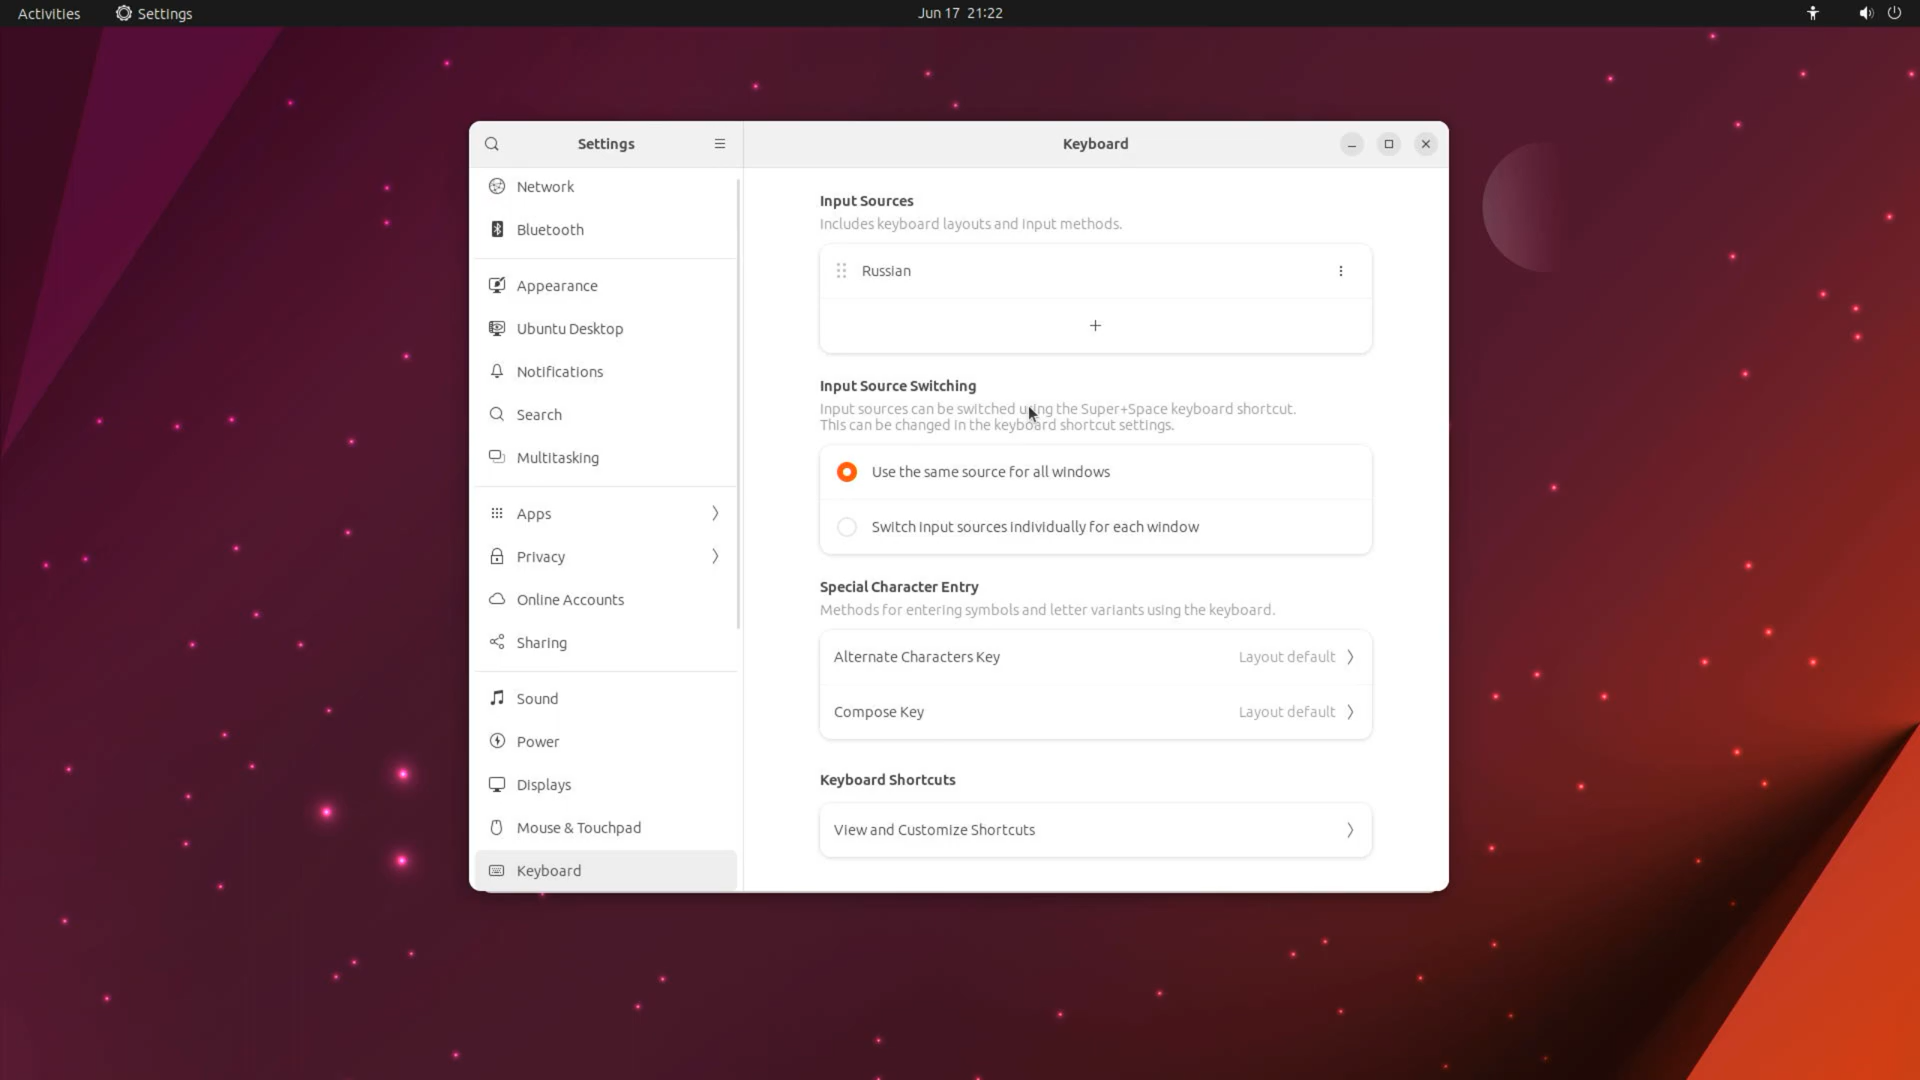 Activities
Settings
Jun 17 21:22
Settings
Keyboard
Network
Bluetooth
Appearance
Ubuntu Desktop
Notifications
Search
Multitasking
Apps
Privacy
Online Accounts
Sharing
Sound
Power
Displays
Mouse & Touchpad
Keyboard
Input Sources
Includes keyboard layouts and input methods.
Russian
Input Source Switching
Input sources can be switched using the Super+Space keyboard shortcut.
This can be changed in the keyboard shortcut settings.
Use the same source for all windows
Switch input sources individually for each window
Special Character Entry
Methods for entering symbols and letter variants using the keyboard.
Alternate Characters Key
Layout default
Compose Key
Layout default
Keyboard Shortcuts
View and Customize Shortcuts